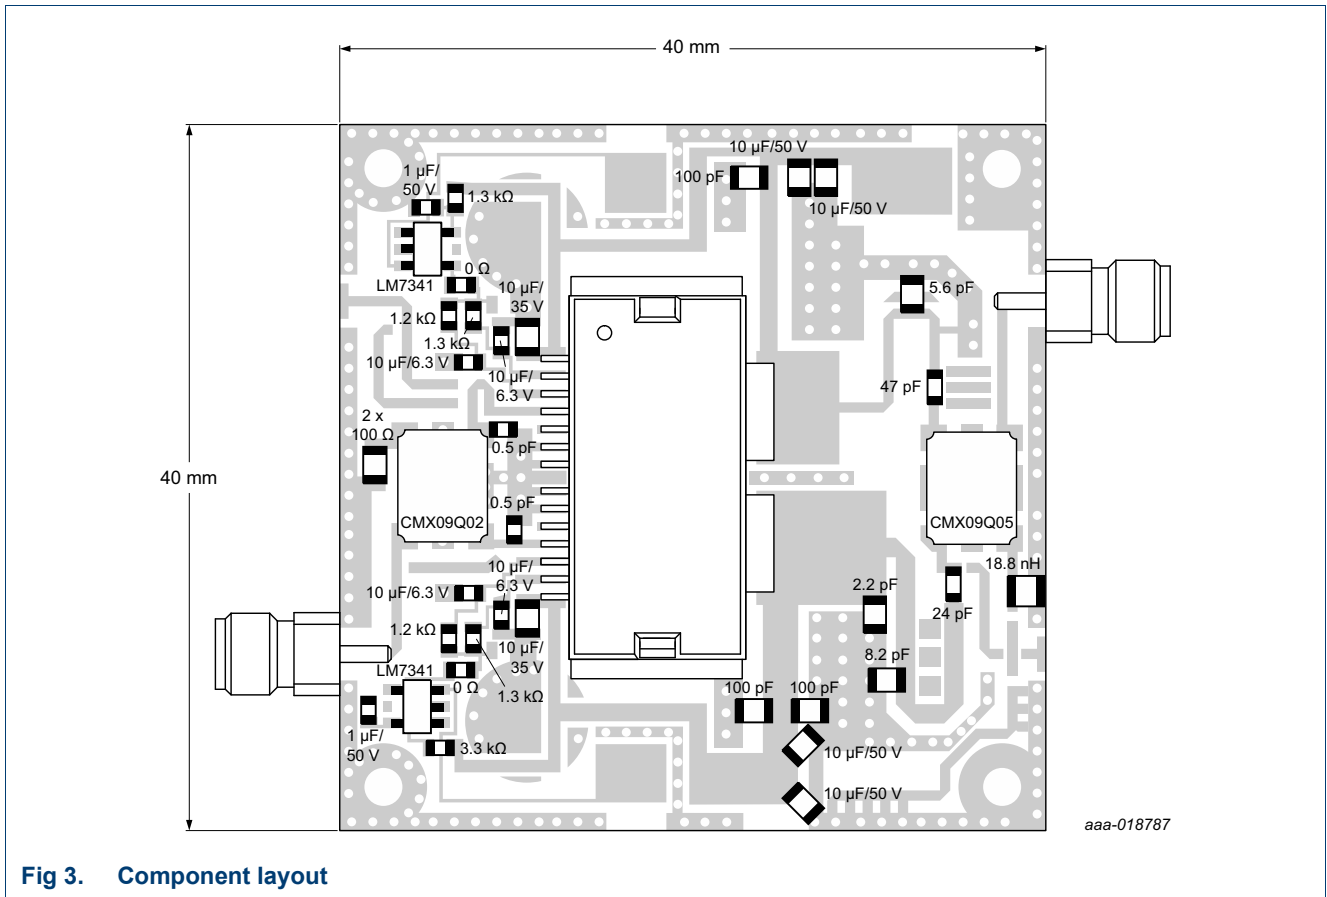 40 mm
10 µF/50 V
1 µF/
50 V
1.3 kΩ
100 pF
10 µF/50 V
0 Ω
LM7341
10 µF/
35 V
5.6 pF
1.2 kΩ
1.3 kΩ
10 µF/6.3 V
10 µF/
6.3 V
47 pF
2 x
100 Ω
0.5 pF
40 mm
0.5 pF
CMX09Q02
CMX09Q05
10 µF/
6.3 V
18.8 nH
10 µF/6.3 V
2.2 pF
24 pF
1.2 kΩ
10 µF/
35 V
8.2 pF
LM7341
0 Ω
1.3 kΩ
100 pF
100 pF
1 µF/
50 V
3.3 kΩ
10 µF/50 V
10 µF/50 V
aaa-018787
Fig 3. Component layout